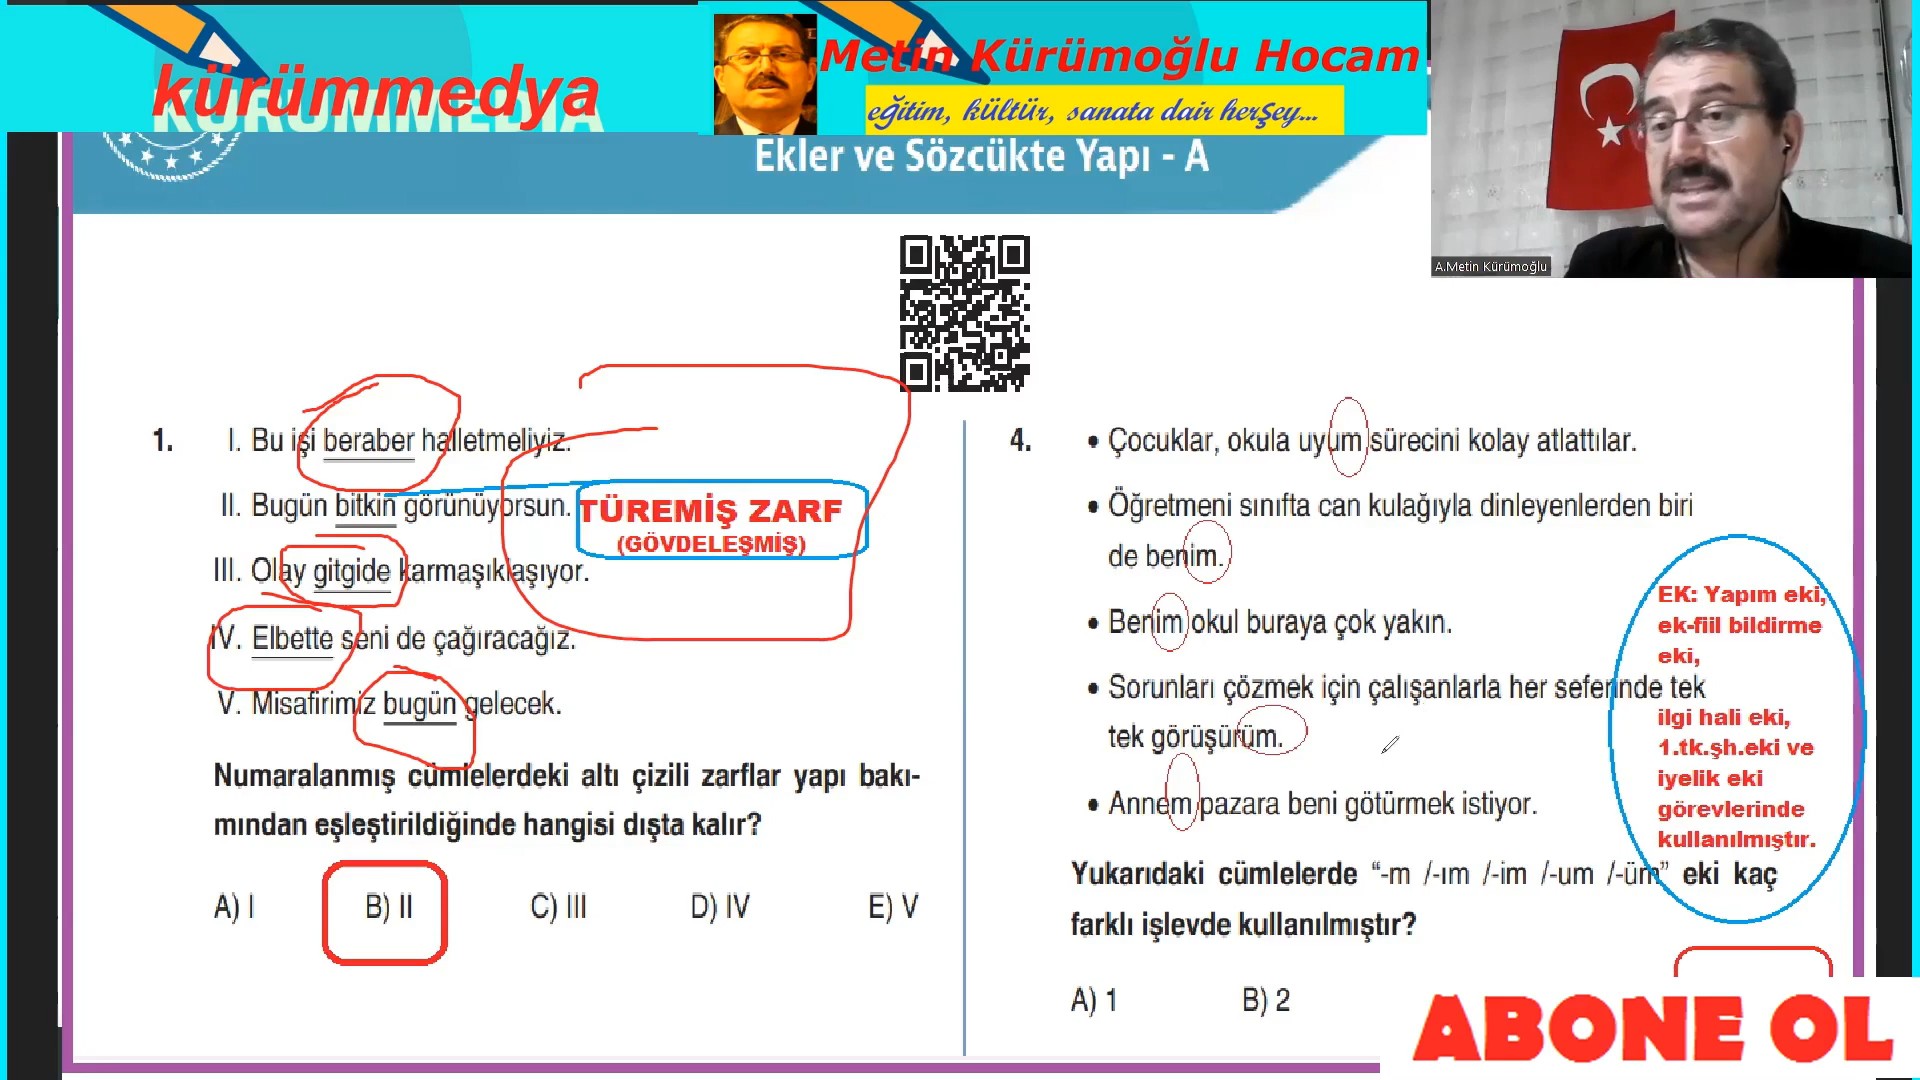 kürümmedya
KÜRÜMMEDYA
Metin Kürümoğlu Hocam
eğitim, kültür, sanata dair herşey...
A.Metin Kürümoğlu
Ekler ve Sözcükte Yapı - A
1. I. Bu işi beraber halletmeliyiz.
II. Bugün bitkin görünüyorsun.
III. Olay gitgide karmaşıklaşıyor.
IV. Elbette seni de çağıracağız.
V. Misafirimiz bugün gelecek.
TÜREMİŞ ZARF
(GÖVDELEŞMİŞ)
Numaralanmış cümlelerdeki altı çizili zarflar yapı bakı-
mından eşleştirildiğinde hangisi dışta kalır?
A) I B) II C) III D) IV E) V
4. • Çocuklar, okula uyum sürecini kolay atlattılar.
• Öğretmeni sınıfta can kulağıyla dinleyenlerden biri
de benim.
• Benim okul buraya çok yakın.
• Sorunları çözmek için çalışanlarla her seferinde tek
tek görüşürüm.
• Annem pazara beni götürmek istiyor.
Yukarıdaki cümlelerde “-m /-ım /-im /-um /-üm” eki kaç
farklı işlevde kullanılmıştır?
A) 1 B) 2
EK: Yapım eki,
ek-fiil bildirme
eki,
ilgi hali eki,
1.tk.şh.eki ve
iyelik eki
görevlerinde
kullanılmıştır.
ABONE OL